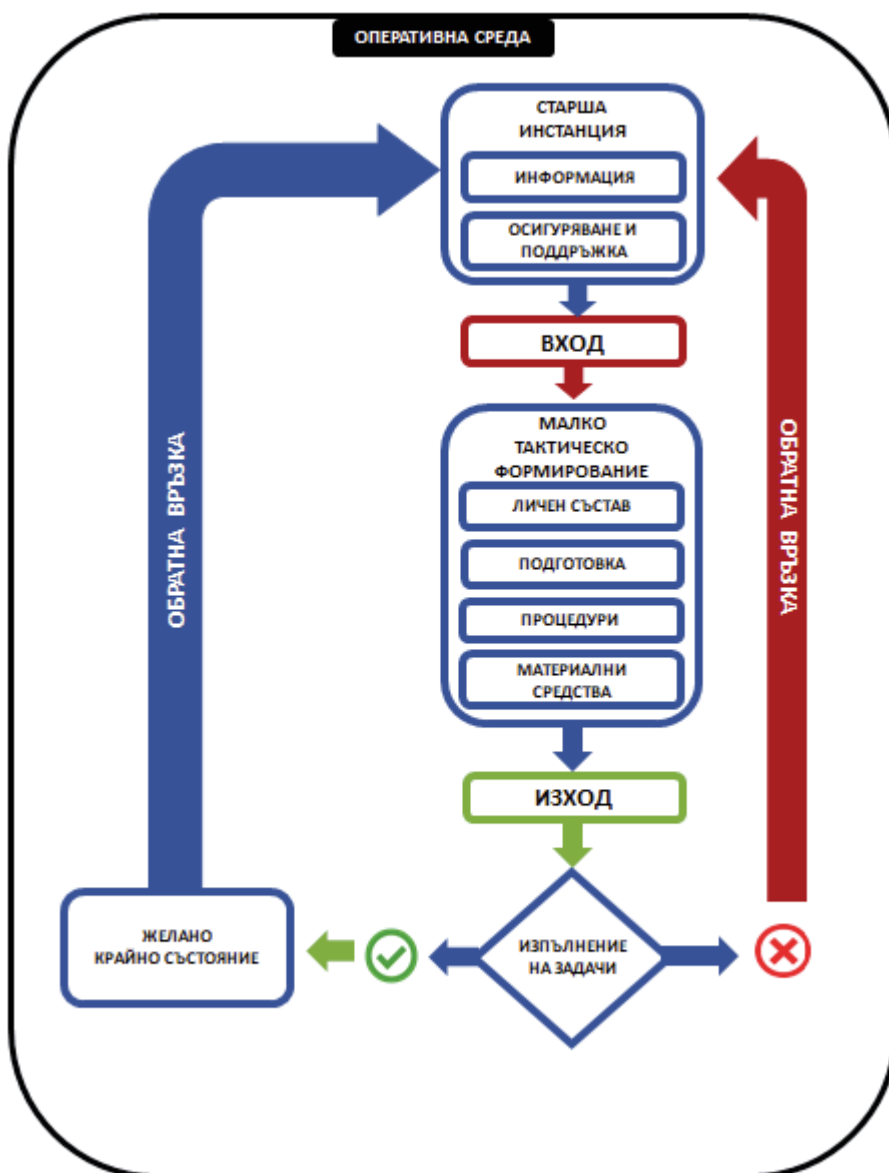 ОПЕРАТИВНА СРЕДА
СТАРША
ИНСТАНЦИЯ
ИНФОРМАЦИЯ
ОСИГУРЯВАНЕ И
ПОДДРЪЖКА
ВХОД
МАЛКО
ТАКТИЧЕСКО
ФОРМИРОВАНИЕ
ЛИЧЕН СЪСТАВ
ПОДГОТОВКА
ПРОЦЕДУРИ
МАТЕРИАЛНИ
СРЕДСТВА
ИЗХОД
ИЗПЪЛНЕНИЕ
НА ЗАДАЧИ
ЖЕЛАНО
КРАЙНО СЪСТОЯНИЕ
ОБРАТНА ВРЪЗКА
ОБРАТНА ВРЪЗКА